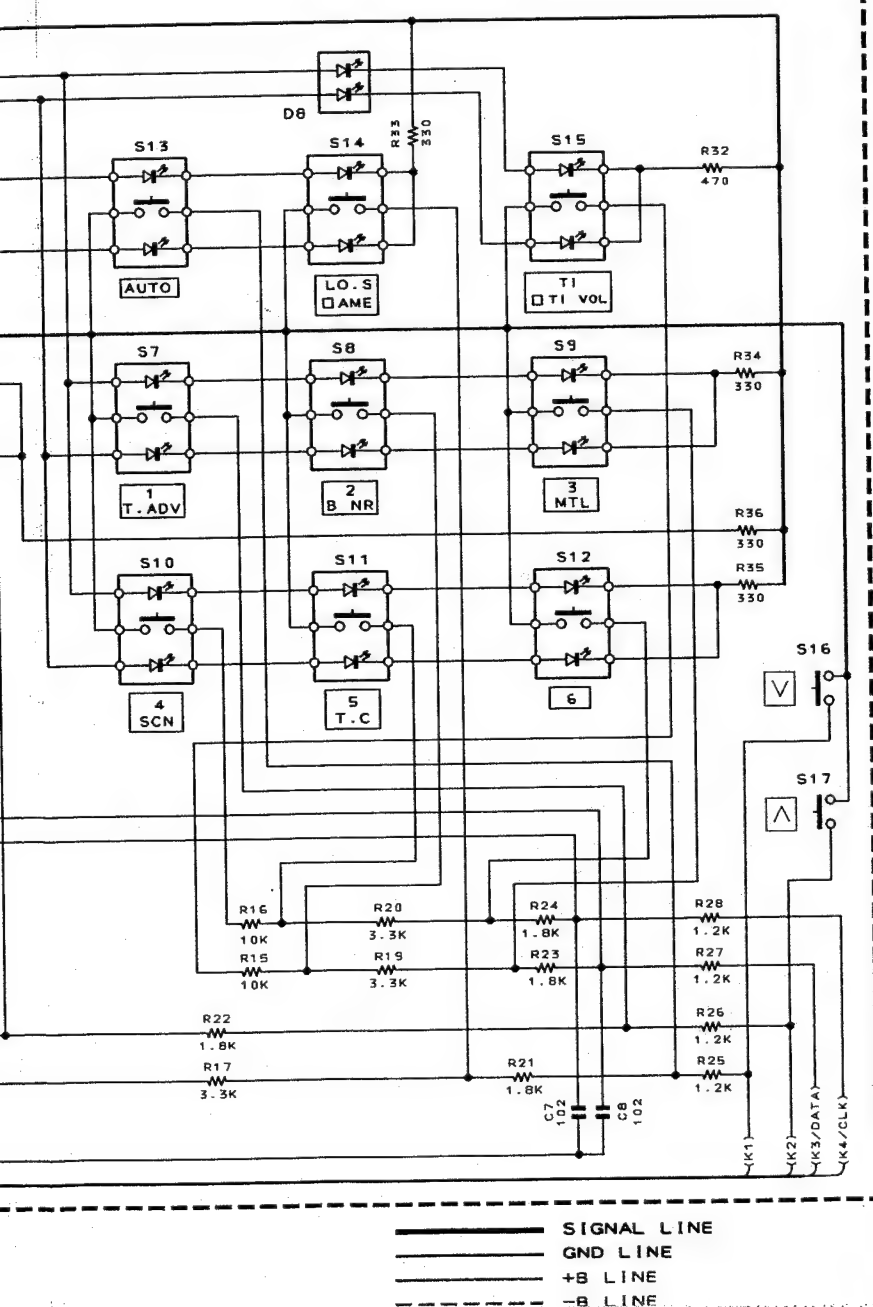 D8
R33
330
S13
S14
S15
R32
470
AUTO
LO.S
□AME
TI
□TI VOL
S7
S8
S9
R34
330
1
T.ADV
2
B NR
3
MTL
R36
330
S10
S11
S12
R35
330
4
SCN
5
T.C
6
S16
V
S17
Λ
R16
10K
R20
3.3K
R24
1.8K
R28
1.2K
R15
10K
R19
3.3K
R23
1.8K
R27
1.2K
R22
1.8K
R26
1.2K
R17
3.3K
R21
1.8K
R25
1.2K
C7
102
C8
102
(K1)
(K2)
(K3/DATA)
(K4/CLK)
SIGNAL LINE
GND LINE
+B LINE
-B LINE